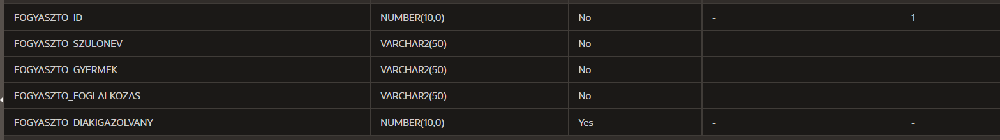 FOGYASZTO_ID NUMBER(10,0) No - 1
FOGYASZTO_SZULONEV VARCHAR2(50) No - -
FOGYASZTO_GYERMEK VARCHAR2(50) No - -
FOGYASZTO_FOGLALKOZAS VARCHAR2(50) No - -
FOGYASZTO_DIAKIGAZOLVANY NUMBER(10,0) Yes - -